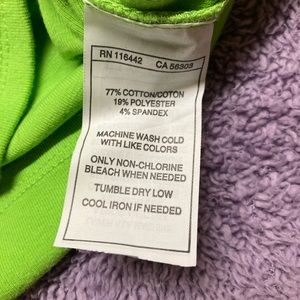 RN 116442 CA 56303
77% COTTON/COTON
19% POLYESTER
4% SPANDEX
MACHINE WASH COLD
WITH LIKE COLORS
ONLY NON-CHLORINE
BLEACH WHEN NEEDED
TUMBLE DRY LOW
COOL IRON IF NEEDED